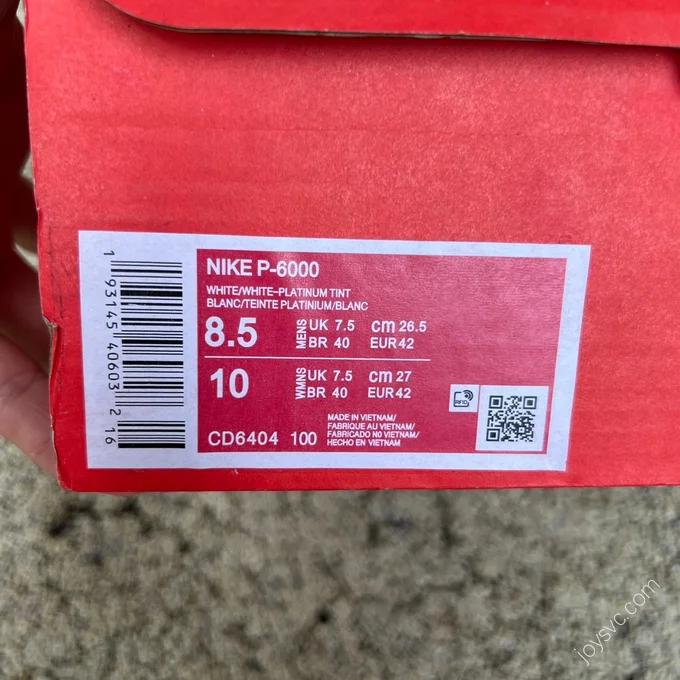 NIKE P-6000
WHITE/WHITE-PLATINUM TINT
BLANC/TEINTE PLATINIUM/BLANC
8.5 MENS UK 7.5 cm 26.5
BR 40 EUR 42
10 WMNS UK 7.5 cm 27
BR 40 EUR 42
CD6404 100
MADE IN VIETNAM/
FABRIQUE AU VIETNAM/
FABRICADO N0 VIETNAM/
HECHO EN VIETNAM
RFID
1 93145 40603 2 16
joysvc.com